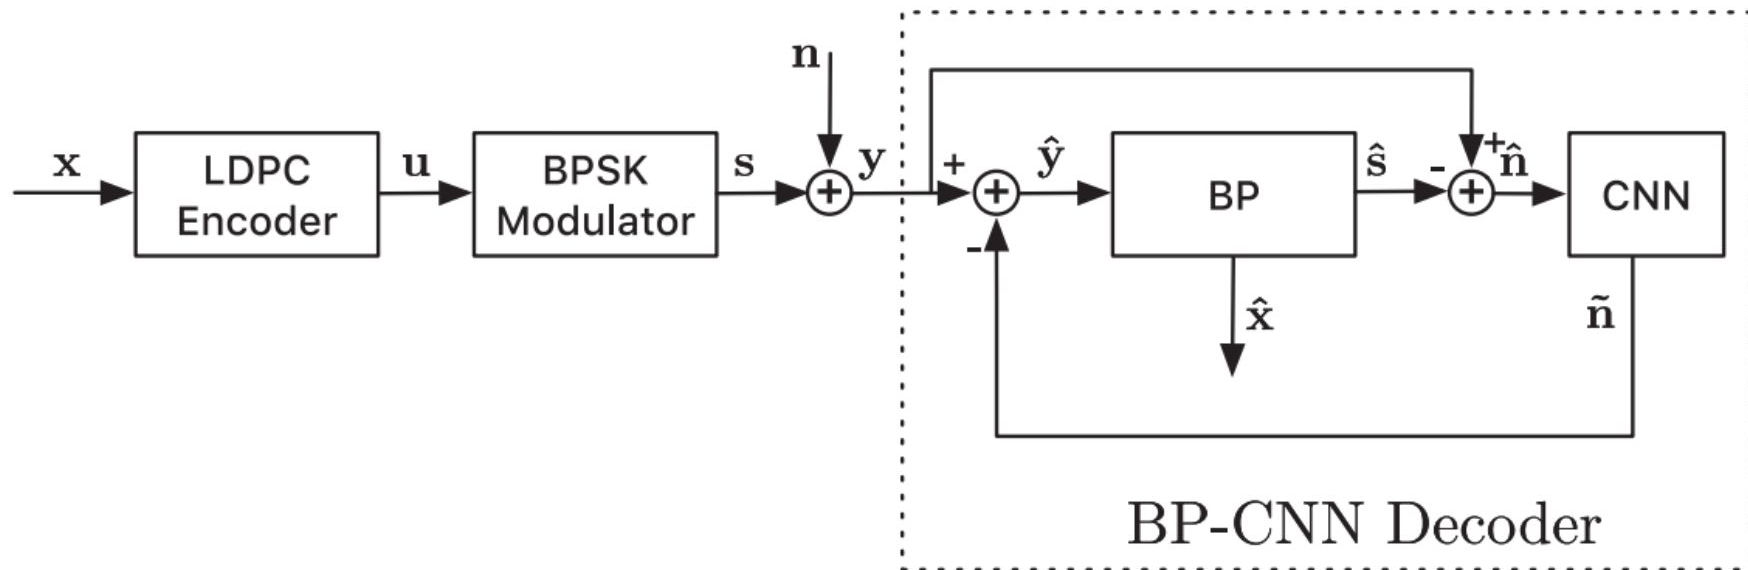 n
x
LDPC
Encoder
u
BPSK
Modulator
s
+
y
+
+
-
ŷ
BP
ŝ
-
+
+
n̂
CNN
x̂
ñ
BP-CNN Decoder